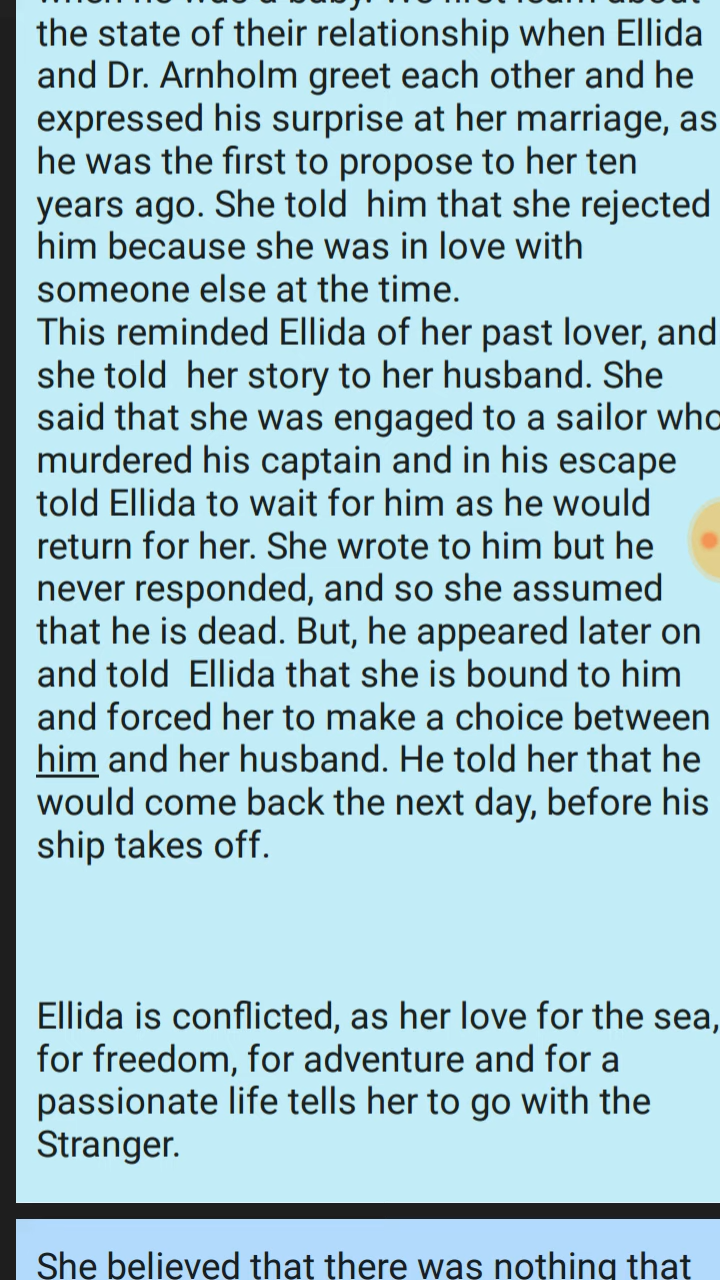 when he was a baby. We first learn about
the state of their relationship when Ellida
and Dr. Arnholm greet each other and he
expressed his surprise at her marriage, as
he was the first to propose to her ten
years ago. She told  him that she rejected
him because she was in love with
someone else at the time.
This reminded Ellida of her past lover, and
she told  her story to her husband. She
said that she was engaged to a sailor who
murdered his captain and in his escape
told Ellida to wait for him as he would
return for her. She wrote to him but he
never responded, and so she assumed
that he is dead. But, he appeared later on
and told  Ellida that she is bound to him
and forced her to make a choice between
him and her husband. He told her that he
would come back the next day, before his
ship takes off.
Ellida is conflicted, as her love for the sea,
for freedom, for adventure and for a
passionate life tells her to go with the
Stranger.
She believed that there was nothing that